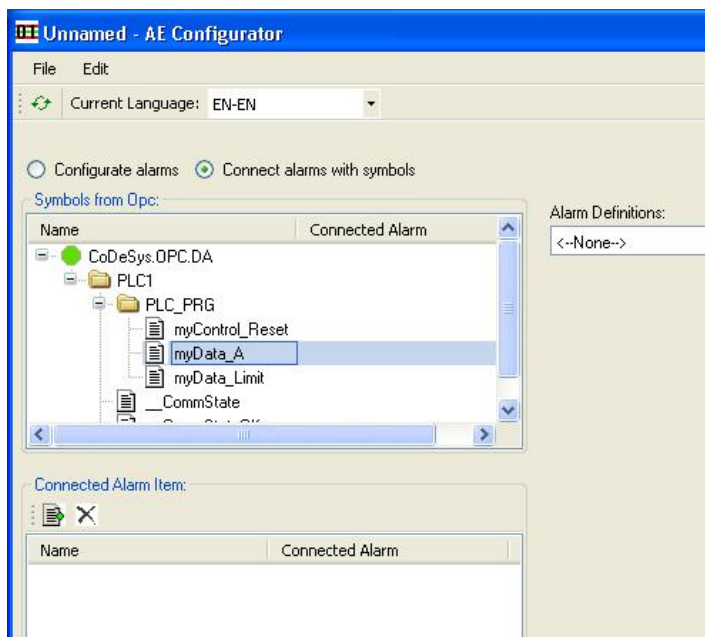 Unnamed - AE Configurator
File Edit
Current Language: EN-EN
Configurate alarms Connect alarms with symbols
Symbols from Opc:
Alarm Definitions:
Name Connected Alarm
<--None-->
CoDeSys.OPC.DA
PLC1
PLC_PRG
myControl_Reset
myData_A
myData_Limit
__CommState
Connected Alarm Item:
Name Connected Alarm